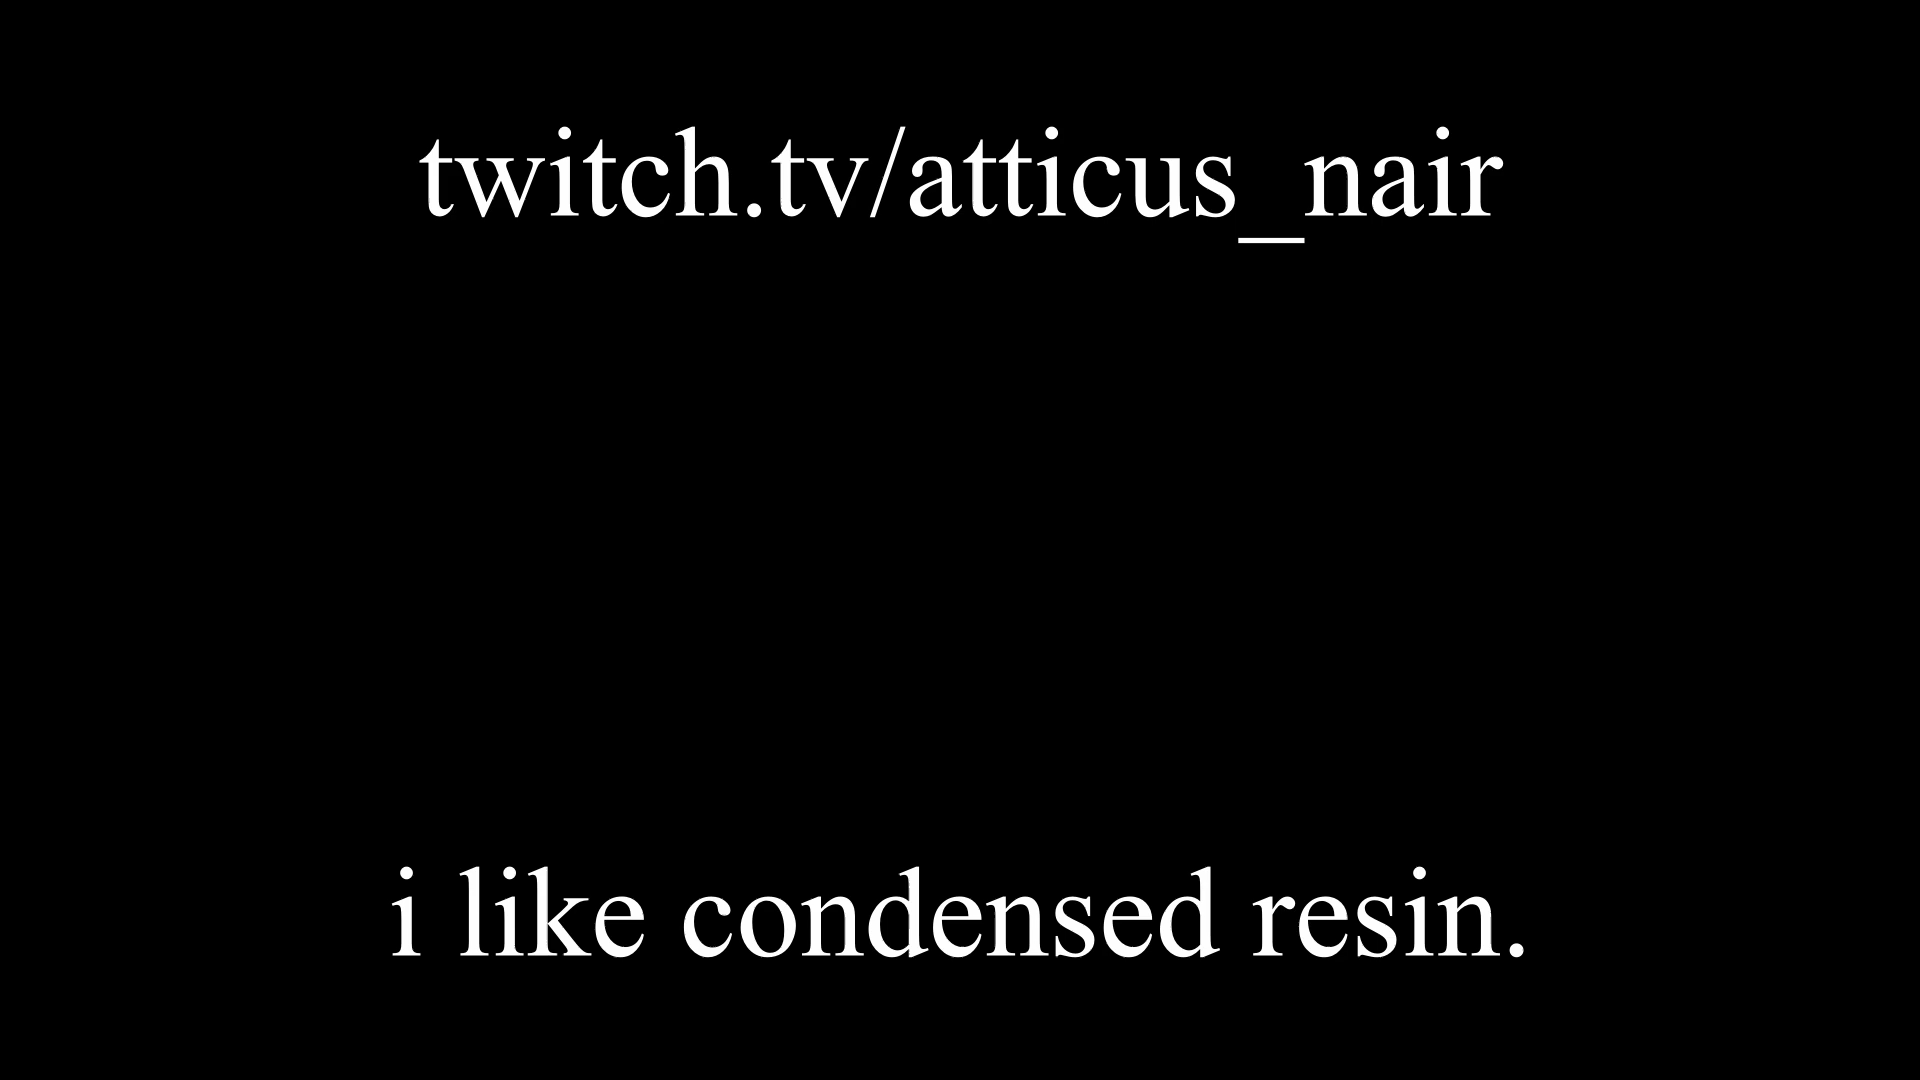 twitch.tv/atticus_nair
i like condensed resin.